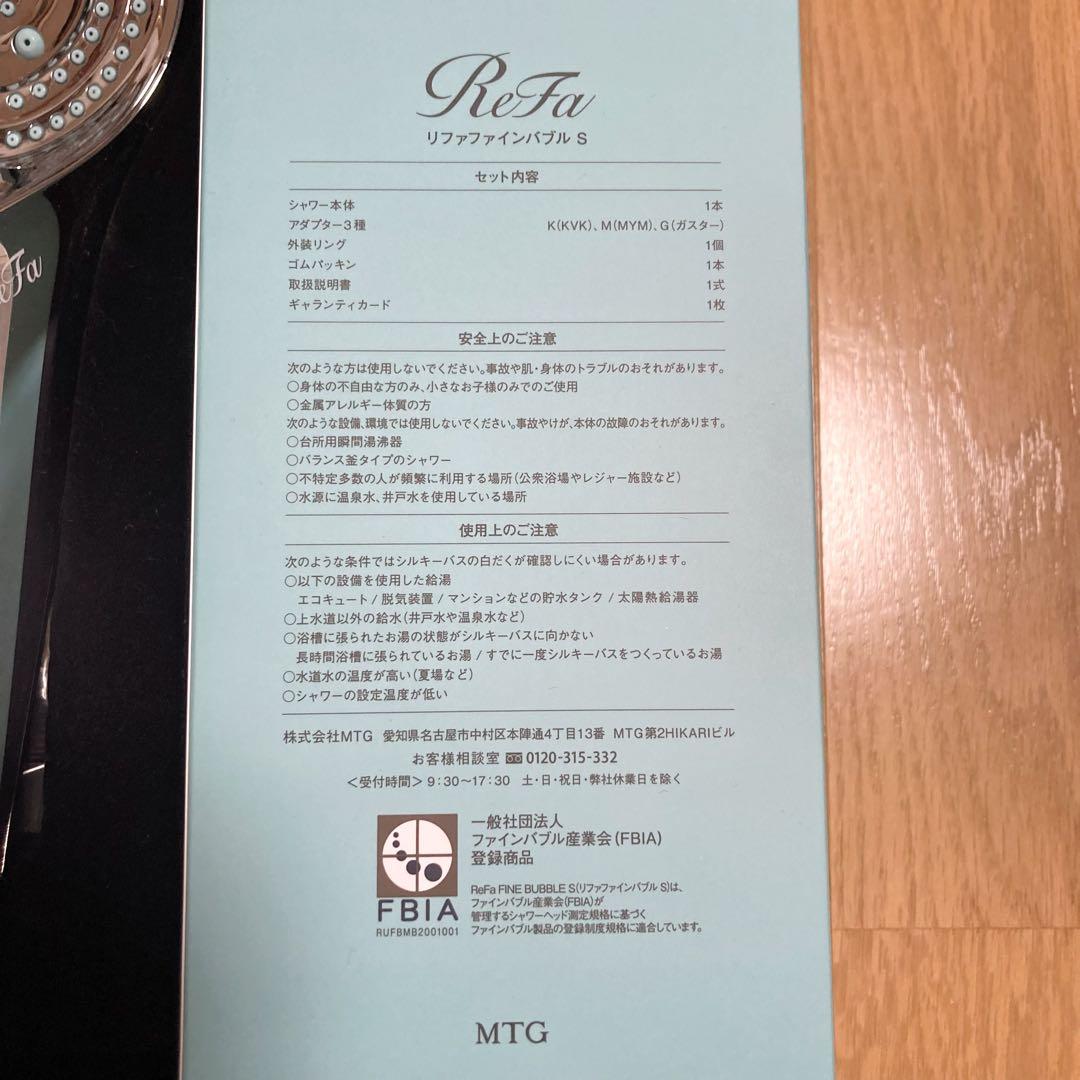 ReFa
リファファインバブル S
セット内容
シャワー本体 1本
アダプター3種 K(KVK)、M(MYM)、G(ガスター)
外装リング 1個
ゴムパッキン 1本
取扱説明書 1式
ギャランティカード 1枚
安全上のご注意
次のような方は使用しないでください。事故や肌・身体のトラブルのおそれがあります。
○身体の不自由な方のみ、小さなお子様のみでのご使用
○金属アレルギー体質の方
次のような設備、環境では使用しないでください。事故やけが、本体の故障のおそれがあります。
○台所用瞬間湯沸器
○バランス釜タイプのシャワー
○不特定多数の人が頻繁に利用する場所(公衆浴場やレジャー施設など)
○水源に温泉水、井戸水を使用している場所
使用上のご注意
次のような条件ではシルキーバスの白だくが確認しにくい場合があります。
○以下の設備を使用した給湯
エコキュート / 脱気装置 / マンションなどの貯水タンク / 太陽熱給湯器
○上水道以外の給水(井戸水や温泉水など)
○浴槽に張られたお湯の状態がシルキーバスに向かない
長時間浴槽に張られているお湯 / すでに一度シルキーバスをつくっているお湯
○水道水の温度が高い(夏場など)
○シャワーの設定温度が低い
株式会社MTG 愛知県名古屋市中村区本陣通4丁目13番 MTG第2HIKARIビル
お客様相談室 0120-315-332
<受付時間> 9:30~17:30 土・日・祝日・弊社休業日を除く
一般社団法人
ファインバブル産業会(FBIA)
登録商品
ReFa FINE BUBBLE S(リファファインバブル S)は、
ファインバブル産業会(FBIA)が
管理するシャワーヘッド測定規格に基づく
ファインバブル製品の登録制度規格に適合しています。
FBIA
RUFBMB2001001
MTG
eFa